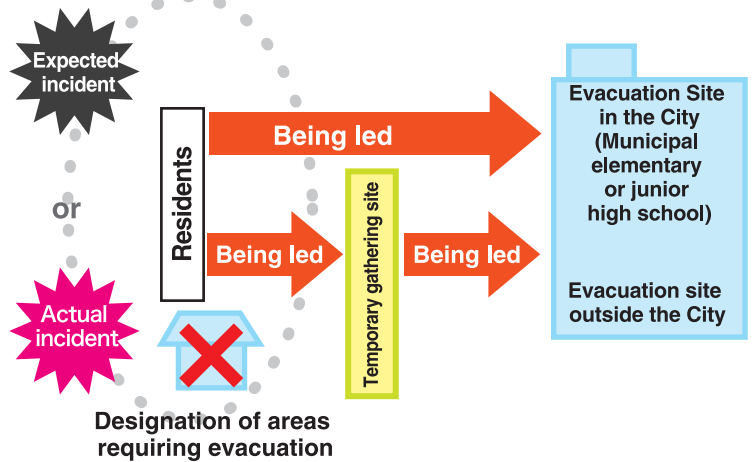 Expected
incident
or
Actual
incident
Residents
Being led
Being led
Temporary gathering site
Being led
Evacuation Site
in the City
(Municipal
elementary
or junior
high school)
Evacuation site
outside the City
Designation of areas
requiring evacuation